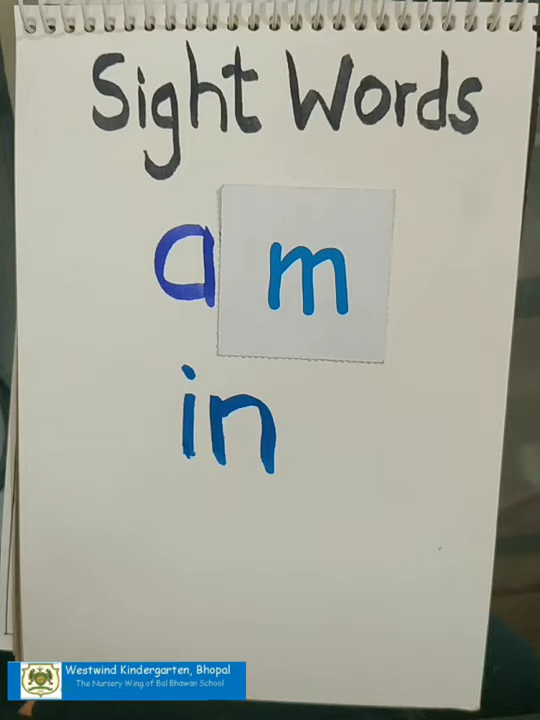 Sight Words
am
in
Westwind Kindergarten, Bhopal
The Nursery Wing of Bal Bhawan School